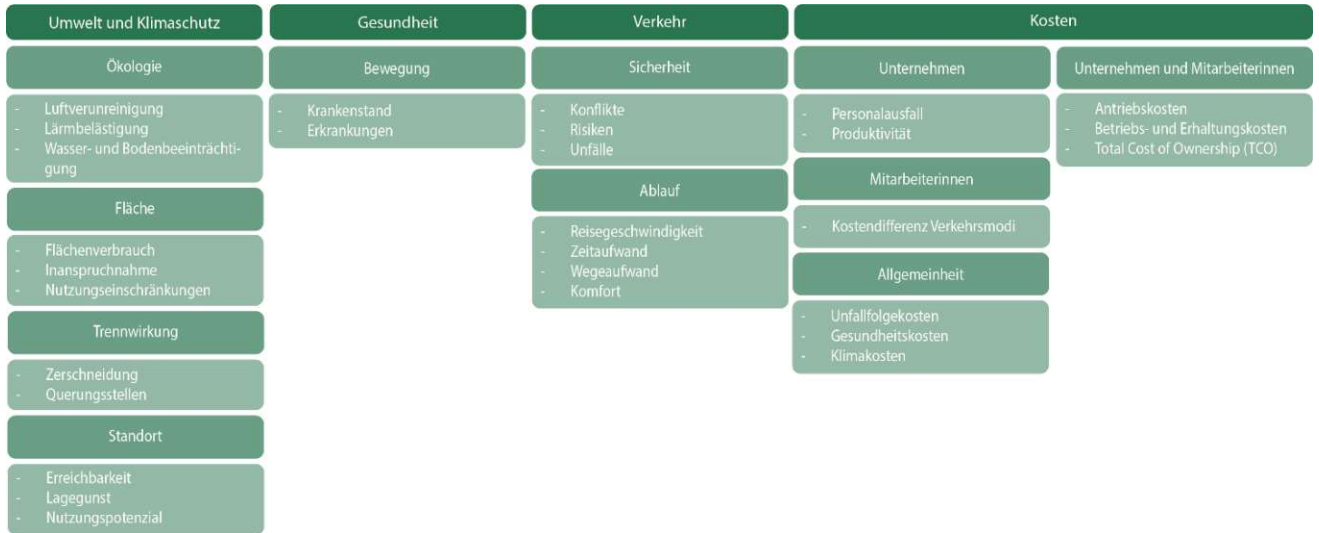 Umwelt und Klimaschutz
Ökologie
- Luftverunreinigung
- Lärmbelästigung
- Wasser- und Bodenbeeinträchti-
gung
Fläche
- Flächenverbrauch
- Inanspruchnahme
- Nutzungseinschränkungen
Trennwirkung
- Zerschneidung
- Querungsstellen
Standort
- Erreichbarkeit
- Lagegunst
- Nutzungspotenzial
Gesundheit
Bewegung
- Krankenstand
- Erkrankungen
Verkehr
Sicherheit
- Konflikte
- Risiken
- Unfälle
Ablauf
- Reisegeschwindigkeit
- Zeitaufwand
- Wegeaufwand
- Komfort
Kosten
Unternehmen
- Personalausfall
- Produktivität
Mitarbeiterinnen
- Kostendifferenz Verkehrsmodi
Allgemeinheit
- Unfallfolgekosten
- Gesundheitskosten
- Klimakosten
Unternehmen und Mitarbeiterinnen
- Antriebskosten
- Betriebs- und Erhaltungskosten
- Total Cost of Ownership (TCO)